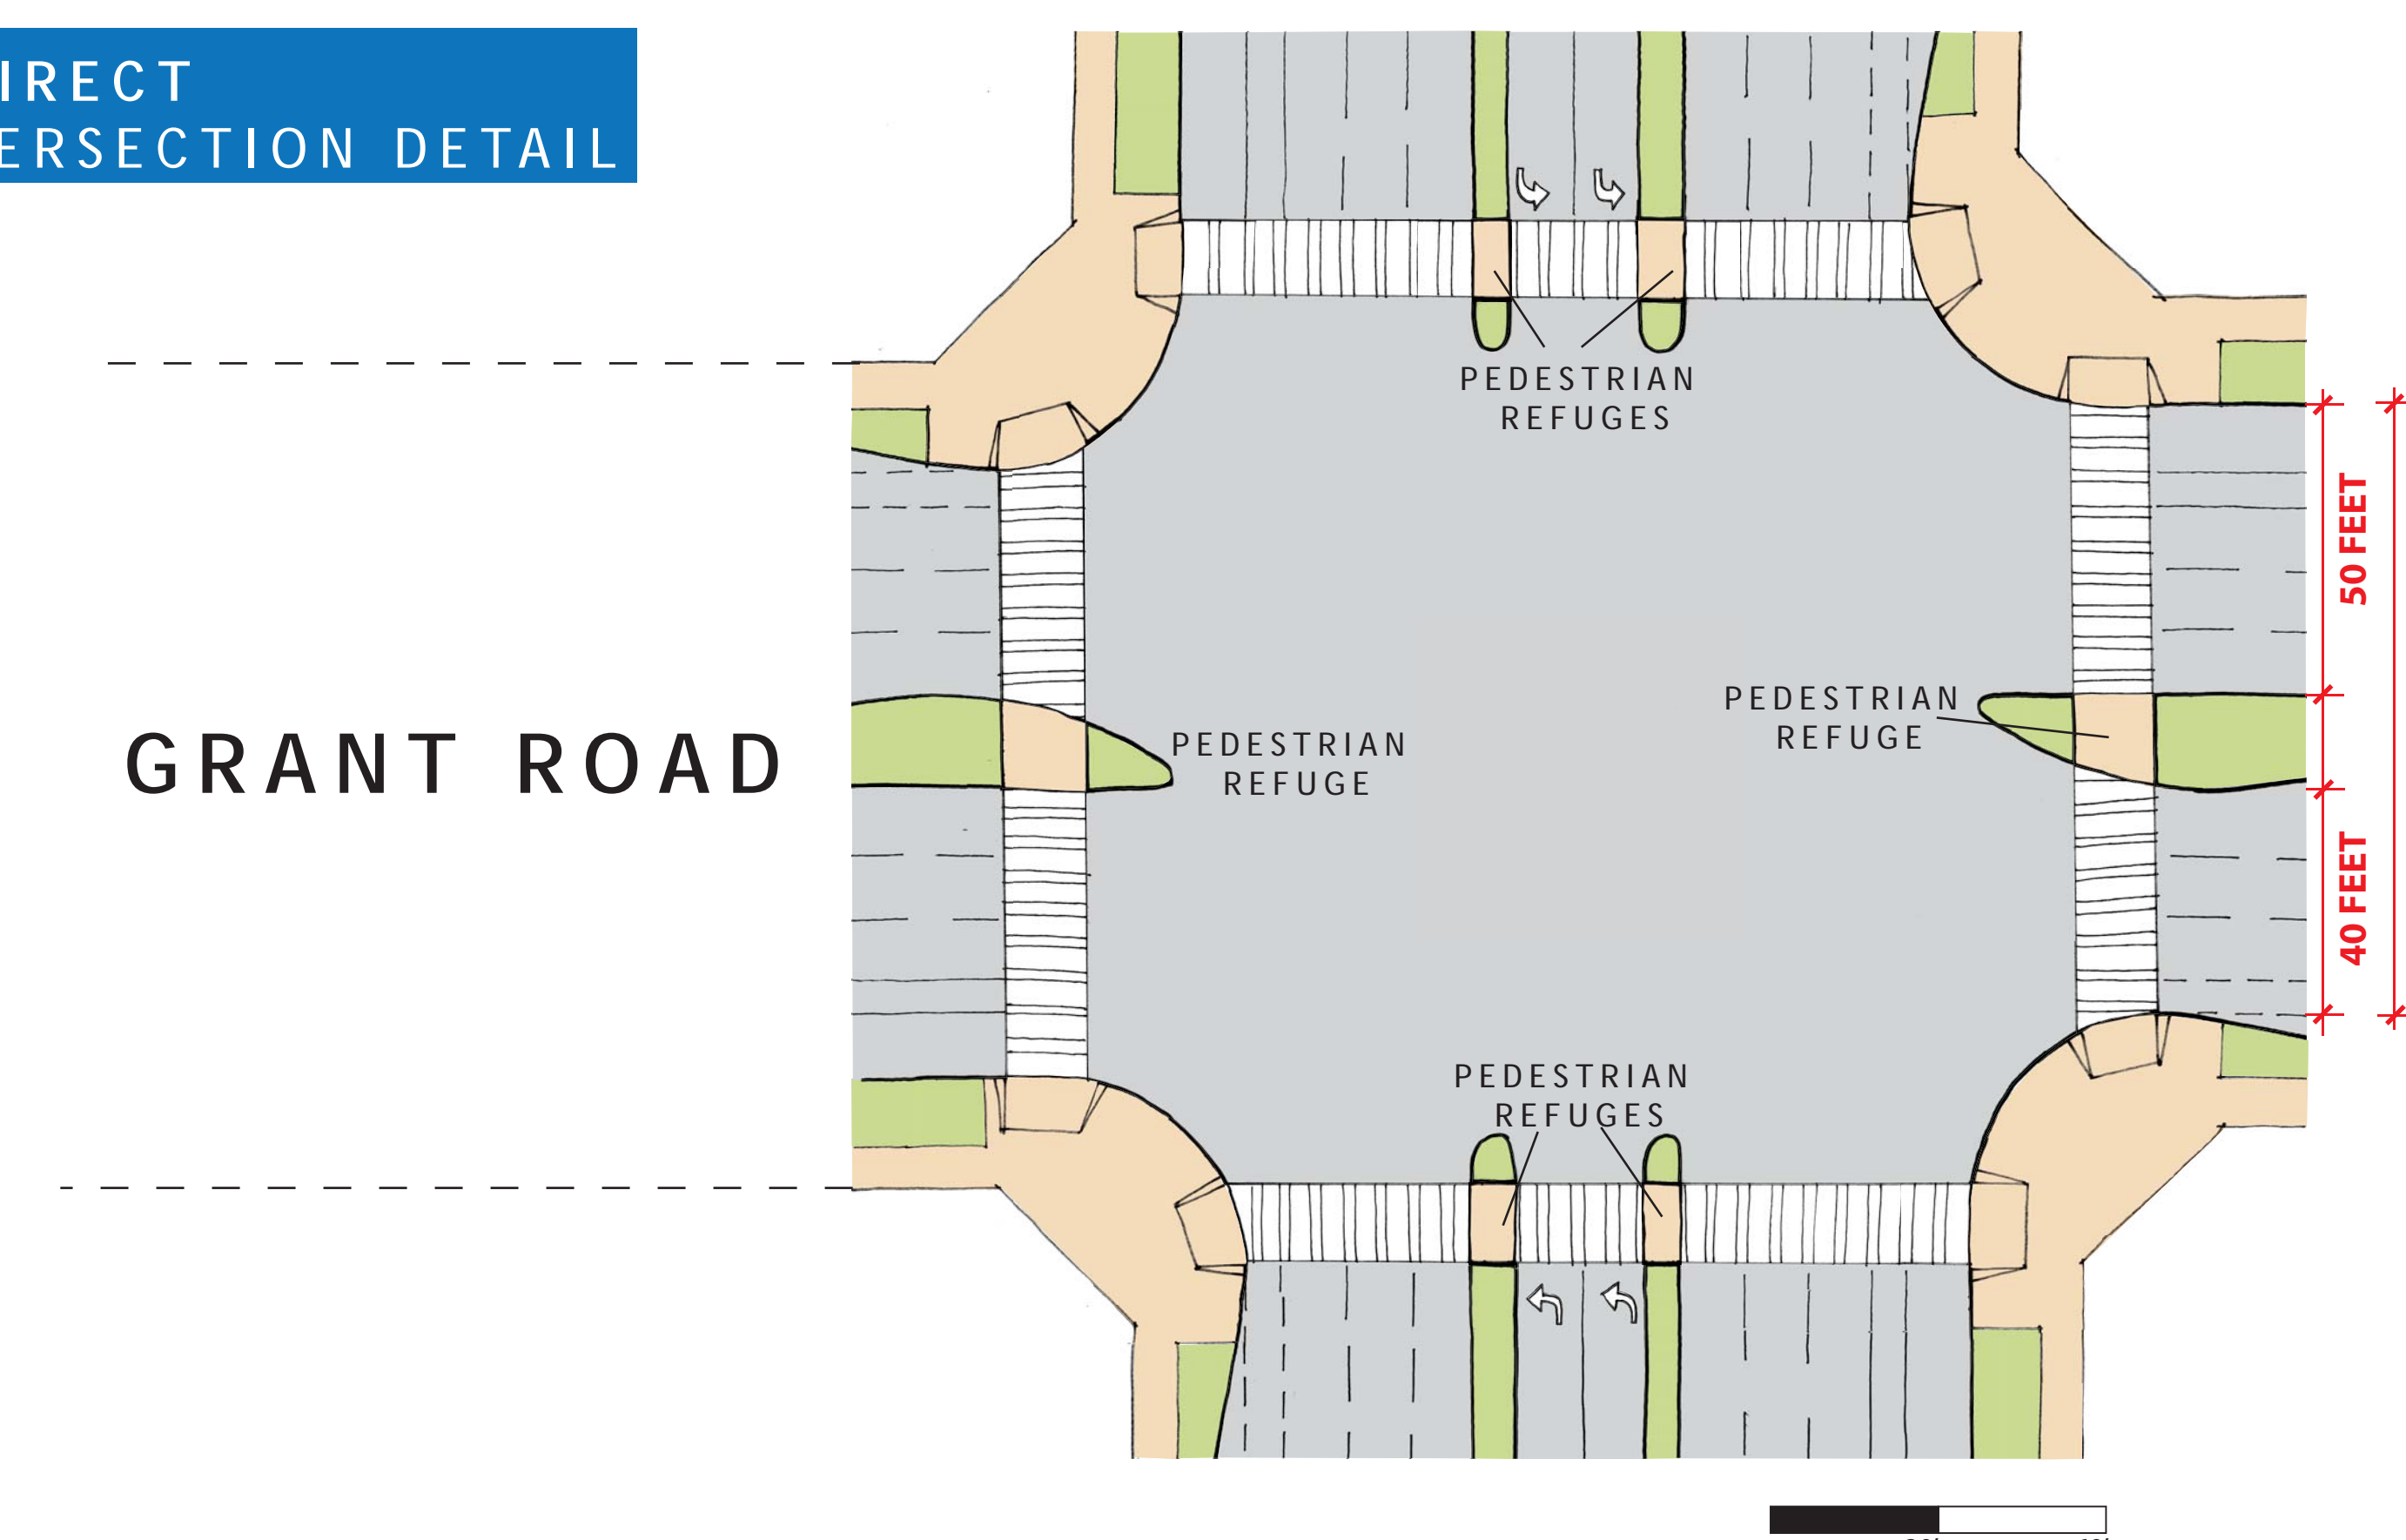 IRECT
ERSECTION DETAIL
PEDESTRIAN
REFUGES
50 FEET
PEDESTRIAN
REFUGE
GRANT ROAD
PEDESTRIAN
REFUGE
40 FEET
PEDESTRIAN
REFUGES